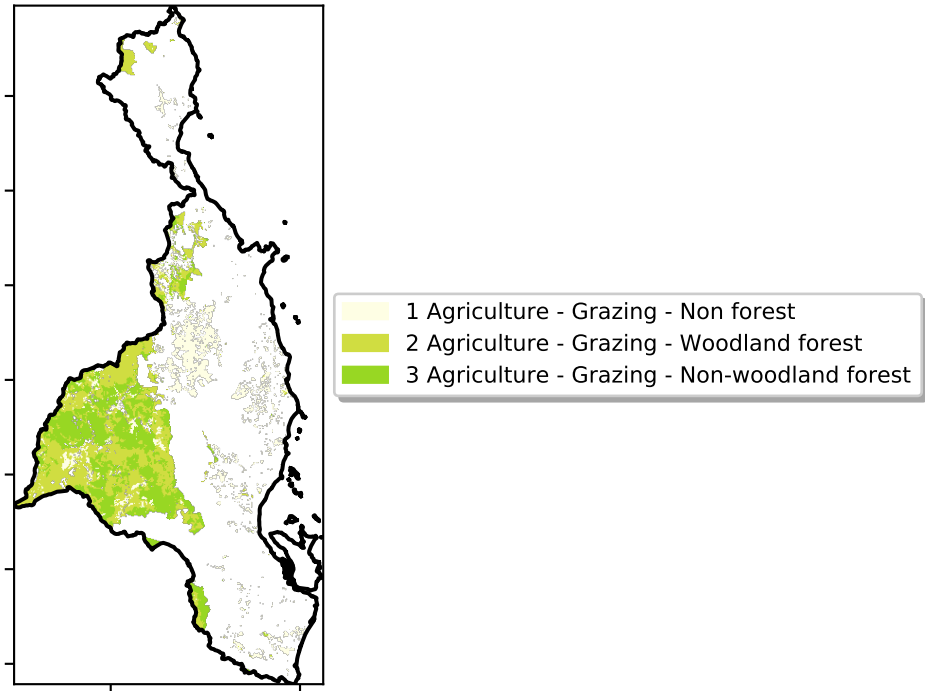 1 Agriculture - Grazing - Non forest
2 Agriculture - Grazing - Woodland forest
3 Agriculture - Grazing - Non-woodland forest